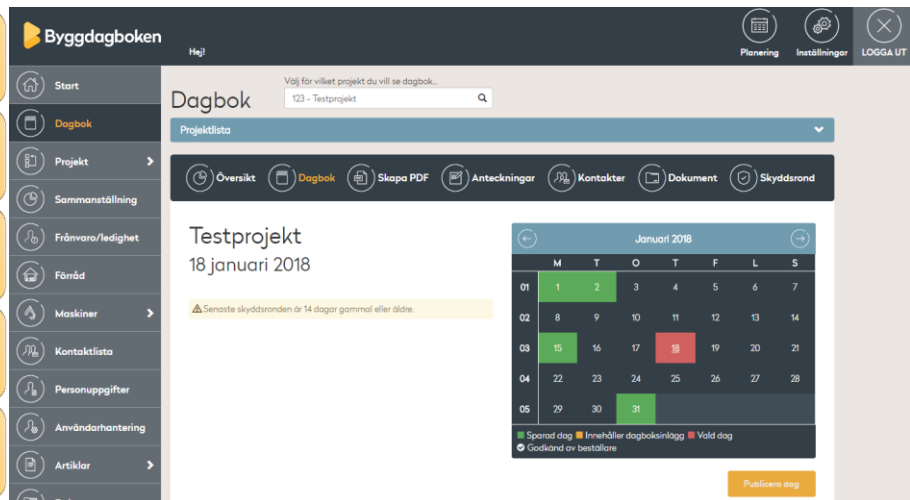 Byggdagboken
Hej!
Planering
Inställningar
LOGGA UT
Start
Dagbok
Projekt
Sammanställning
Frånvaro/ledighet
Förråd
Maskiner
Kontaktlista
Personuppgifter
Användarhantering
Artiklar
Dagbok
Välj för vilket projekt du vill se dagbok...
123 - Testprojekt
Projektlista
Översikt Dagbok Skapa PDF Anteckningar Kontakter Dokument Skyddsrond
Testprojekt
18 januari 2018
Senaste skyddsronden är 14 dagar gammal eller äldre.
Januari 2018
M T O T F L S
01 1 2 3 4 5 6 7
02 8 9 10 11 12 13 14
03 15 16 17 18 19 20 21
04 22 23 24 25 26 27 28
05 29 30 31
Sparad dag Innehåller dagboksinlägg Vald dag
Godkänd av beställare
Publicera dag